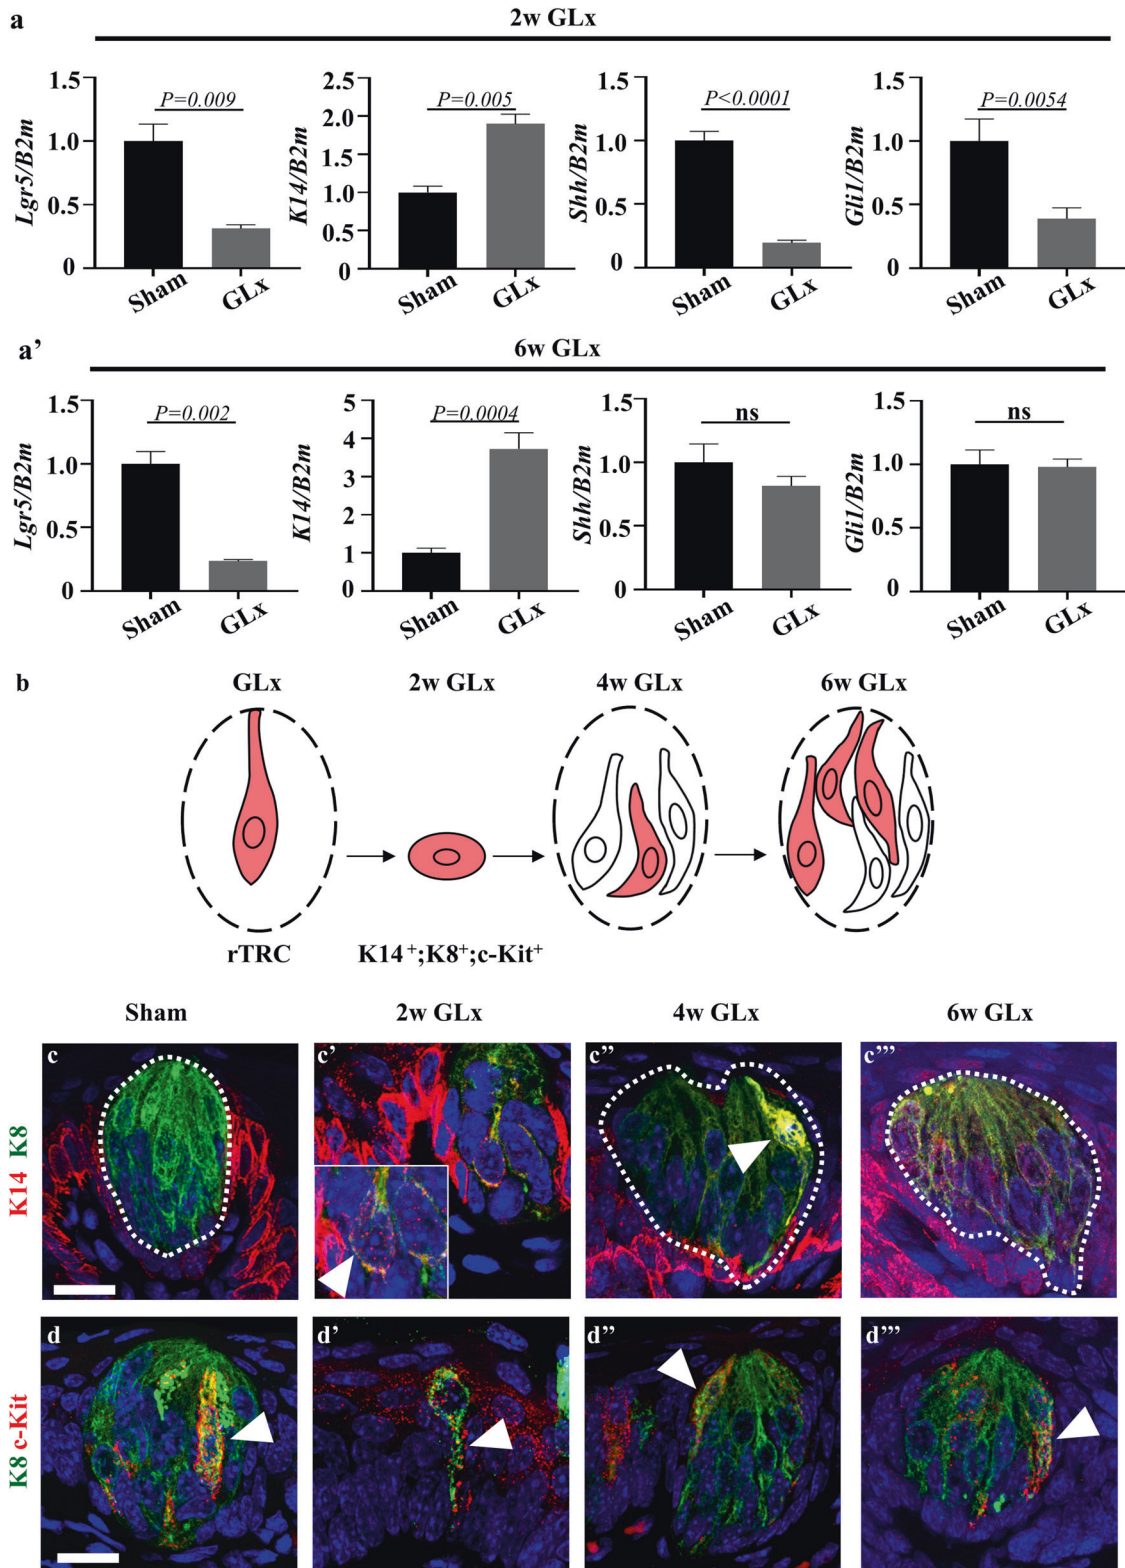 a
2w GLx
Lgr5/B2m
1.5
1.0
0.5
0
P=0.009
Sham
GLx
K14/B2m
2.5
2.0
1.5
1.0
0.5
0
P=0.005
Sham
GLx
Shh/B2m
1.5
1.0
0.5
0
P<0.0001
Sham
GLx
Gli1/B2m
1.5
1.0
0.5
0
P=0.0054
Sham
GLx
a’
6w GLx
Lgr5/B2m
1.5
1.0
0.5
0
P=0.002
Sham
GLx
K14/B2m
5
4
3
2
1
0
P=0.0004
Sham
GLx
Shh/B2m
1.5
1.0
0.5
0
ns
Sham
GLx
Gli1/B2m
1.5
1.0
0.5
0
ns
Sham
GLx
b
GLx
2w GLx
4w GLx
6w GLx
rTRC
K14⁺;K8⁺;c-Kit⁺
Sham
2w GLx
4w GLx
6w GLx
K14 K8
c
c’
c’’
c’’’
K8 c-Kit
d
d’
d’’
d’’’